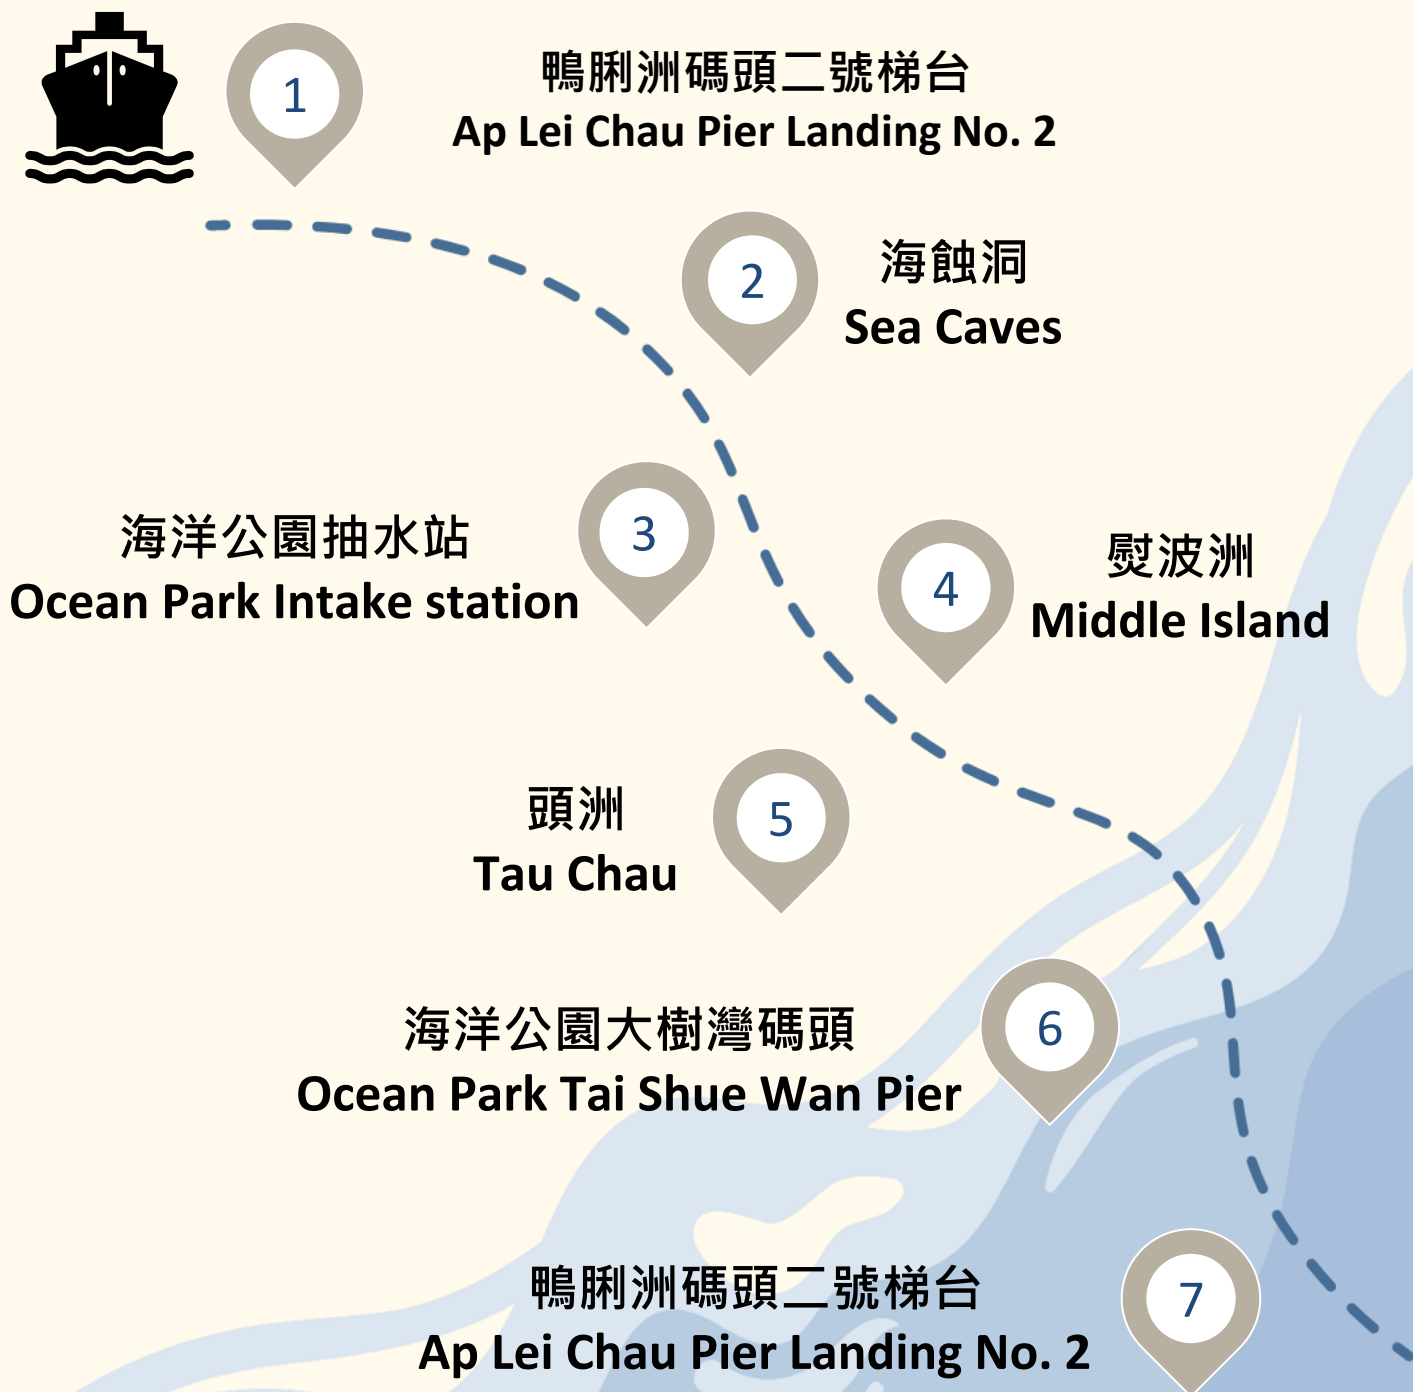 1
鴨脷洲碼頭二號梯台
Ap Lei Chau Pier Landing No. 2
2
海蝕洞
Sea Caves
3
海洋公園抽水站
Ocean Park Intake station
4
熨波洲
Middle Island
5
頭洲
Tau Chau
6
海洋公園大樹灣碼頭
Ocean Park Tai Shue Wan Pier
7
鴨脷洲碼頭二號梯台
Ap Lei Chau Pier Landing No. 2